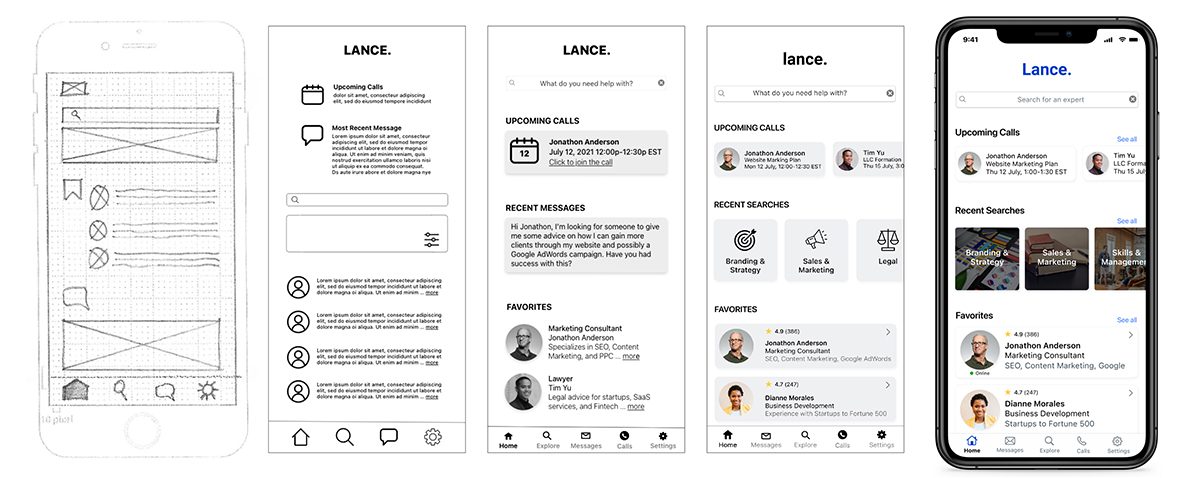 10 pixel
LANCE.
Upcoming Calls
dolor sit amet, consectetur adipiscing
elit, sed do eiusmod tempore incididunt
Most Recent Message
Lorem ipsum dolor sit amet, consectetur
adipiscing elit, sed do eiusmod tempor
incididunt ut labore et dolore magna
aliqua. Ut enim ad minim veniam, quis
nostrud exercitation ullamco laboris nisi
ut aliquip ex ea commodo consequat.
Ds aute irure abore et dolore magna nye
Lorem ipsum dolor sit amet, consectetur adipiscing
elit, sed do eiusmod tempor incididunt ut labore et
dolore magna oi aliqua. Ut enim ad minim ... more
Lorem ipsum dolor sit amet, consectetur adipiscing
elit, sed do eiusmod tempor incididunt ut labore et
dolore magna oi aliqua. Ut enim ad minim ... more
Lorem ipsum dolor sit amet, consectetur adipiscing
elit, sed do eiusmod tempor incididunt ut labore et
dolore magna oi aliqua. Ut enim ad minim ... more
Lorem ipsum dolor sit amet, consectetur adipiscing
elit, sed do eiusmod tempor incididunt ut labore et
dolore magna oi aliqua. Ut enim ad minim ... more
LANCE.
What do you need help with?
UPCOMING CALLS
12
Jonathon Anderson
July 12, 2021 12:00p-12:30p EST
Click to join the call
RECENT MESSAGES
Hi Jonathon, I'm looking for someone to give
me some advice on how I can gain more
clients through my website and possibly a
Google AdWords campaign. Have you had
success with this?
FAVORITES
Marketing Consultant
Jonathon Anderson
Specializes in SEO, Content
Marketing, and PPC ... more
Lawyer
Tim Yu
Legal advice for startups, SaaS
services, and Fintech ... more
Home Explore Messages Calls Settings
lance.
What do you need help with?
UPCOMING CALLS
Jonathon Anderson
Website Marking Plan
Mon 12 July, 12:00-12:30 EST
Tim Yu
LLC Formation
Thu 15 July, 3:0
RECENT SEARCHES
Branding &
Strategy
Sales &
Marketing
Legal
FAVORITES
4.9 (386)
Jonathon Anderson
Marketing Consultant
SEO, Content Marketing, Google AdWords
4.7 (247)
Dianne Morales
Business Development
Experience with Startups to Fortune 500
Home Explore Messages Calls Settings
9:41
Lance.
Search for an expert
Upcoming Calls
See all
Jonathon Anderson
Website Marketing Plan
Thu 12 July, 1:00-1:30 EST
Tim Yu
LLC Formation
Thu 15 July,
Recent Searches
See all
Branding &
Strategy
Sales &
Marketing
Skills &
Managemen
Favorites
See all
4.9 (386)
Jonathon Anderson
Marketing Consultant
SEO, Content Marketing, Google
Online
4.7 (247)
Dianne Morales
Business Development
Startups to Fortune 500
Home Messages Explore Calls Settings